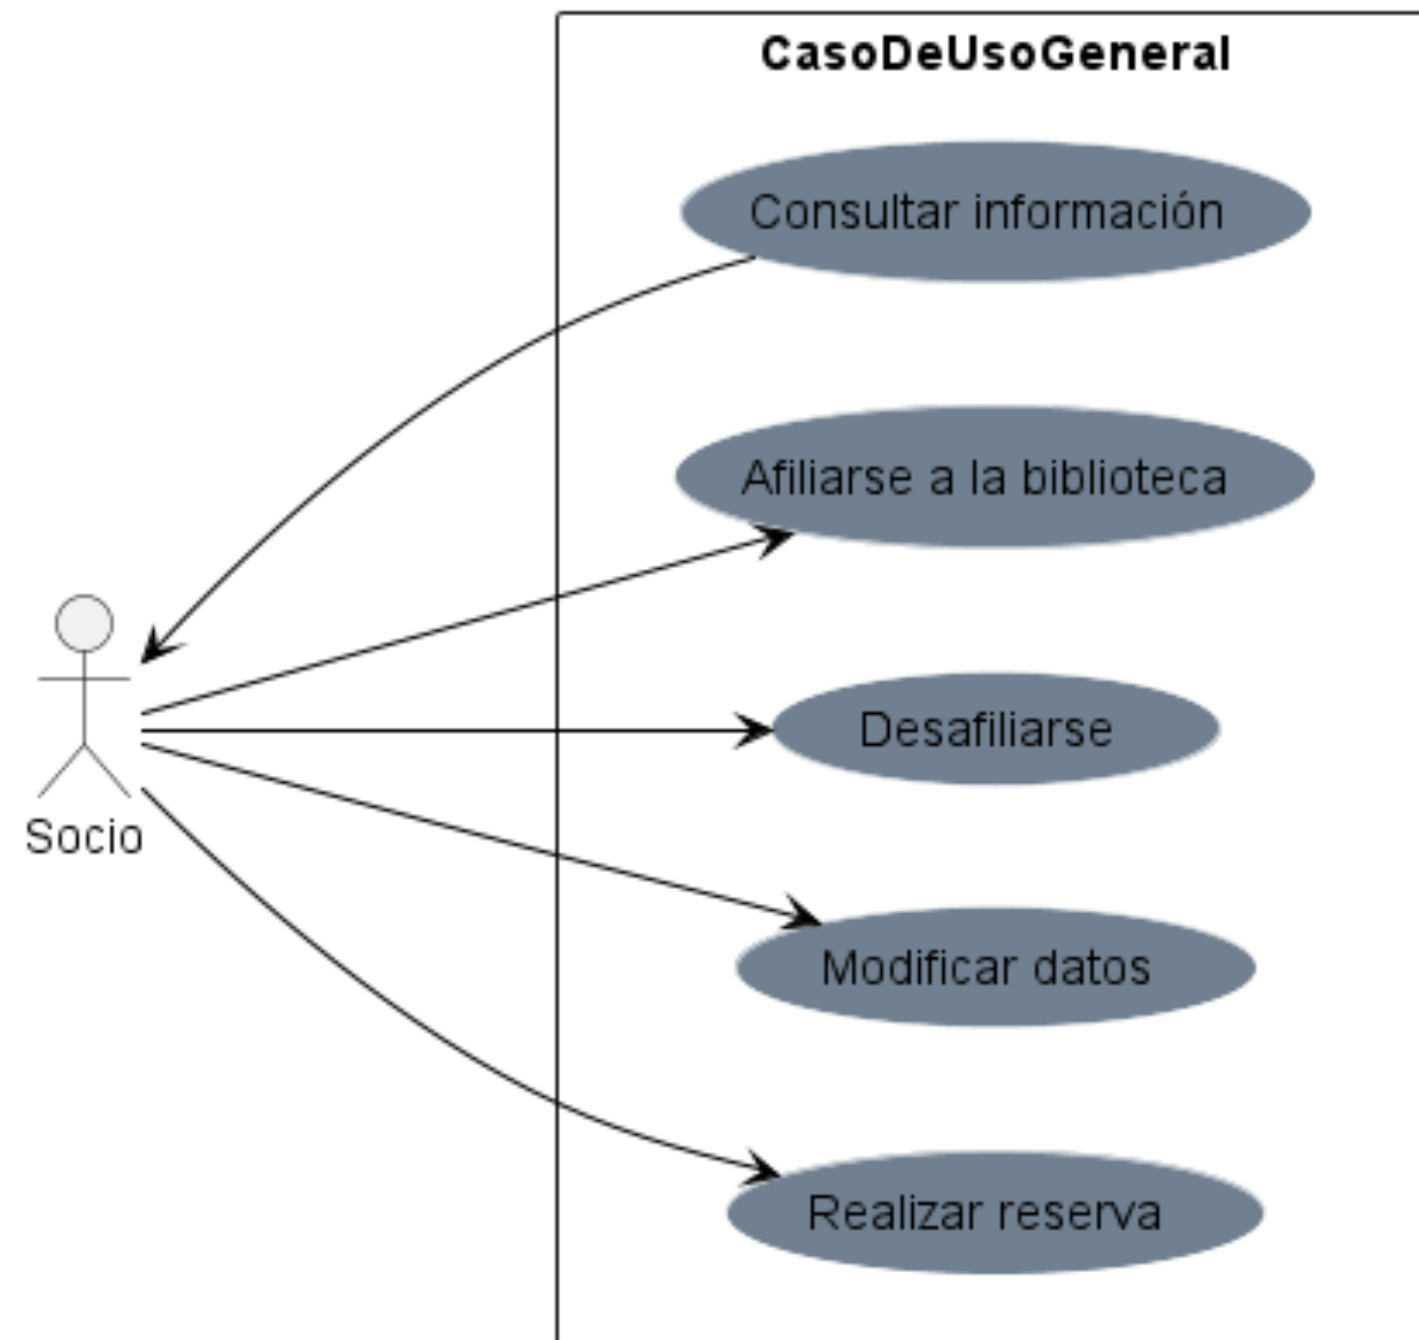 CasoDeUsoGeneral
Consultar información
Afiliarse a la biblioteca
Desafiliarse
Socio
Modificar datos
Realizar reserva